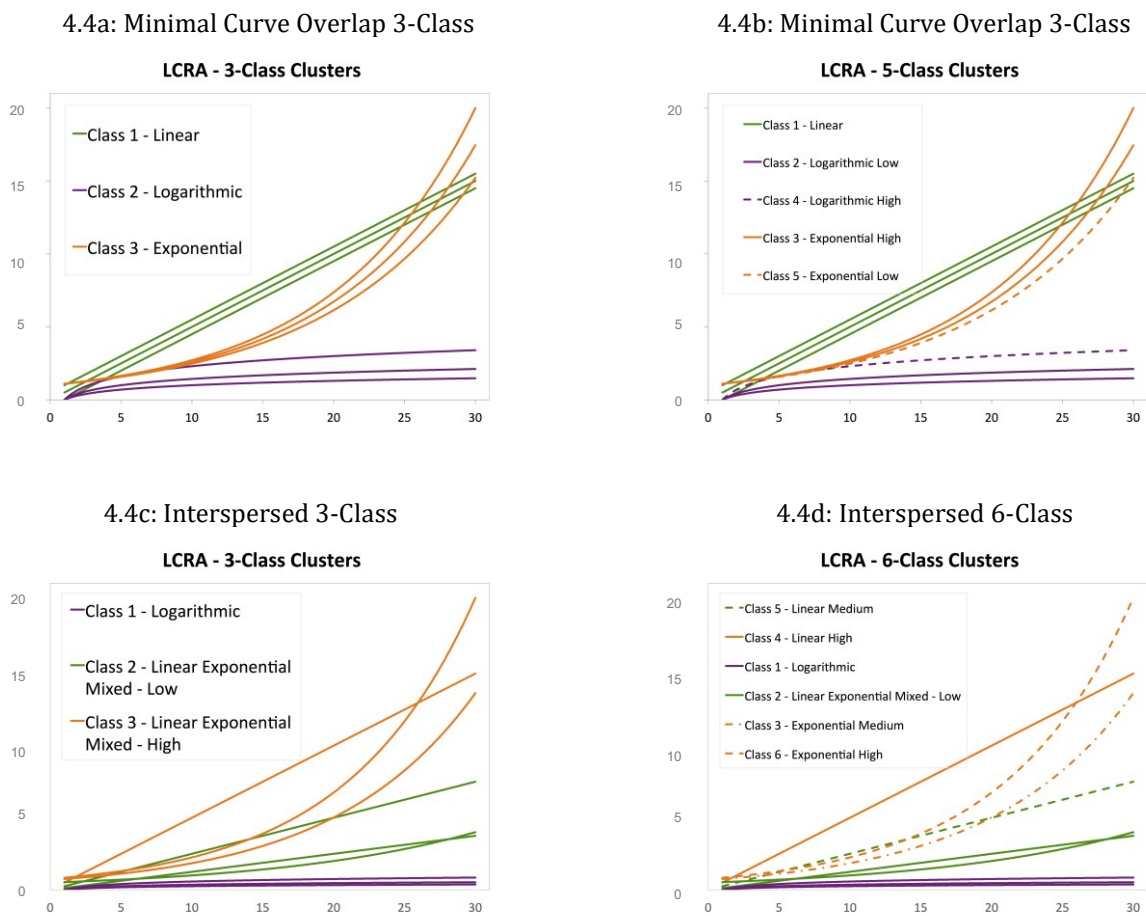 4.4a: Minimal Curve Overlap 3-Class
LCRA - 3-Class Clusters
20
15
10
5
0
Class 1 - Linear
Class 2 - Logarithmic
Class 3 - Exponential
0 5 10 15 20 25 30
4.4b: Minimal Curve Overlap 3-Class
LCRA - 5-Class Clusters
20
15
10
5
0
Class 1 - Linear
Class 2 - Logarithmic Low
Class 4 - Logarithmic High
Class 3 - Exponential High
Class 5 - Exponential Low
0 5 10 15 20 25 30
4.4c: Interspersed 3-Class
LCRA - 3-Class Clusters
20
15
10
5
0
Class 1 - Logarithmic
Class 2 - Linear Exponential
Mixed - Low
Class 3 - Linear Exponential
Mixed - High
0 5 10 15 20 25 30
4.4d: Interspersed 6-Class
LCRA - 6-Class Clusters
20
15
10
5
0
Class 5 - Linear Medium
Class 4 - Linear High
Class 1 - Logarithmic
Class 2 - Linear Exponential Mixed - Low
Class 3 - Exponential Medium
Class 6 - Exponential High
0 5 10 15 20 25 30